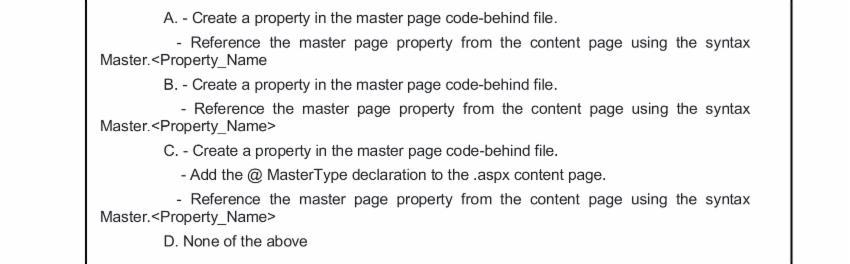 A. - Create a property in the master page code-behind file.
- Reference the master page property from the content page using the syntax
Master.<Property_Name
B. - Create a property in the master page code-behind file.
- Reference the master page property from the content page using the syntax
Master.<Property_Name>
C. - Create a property in the master page code-behind file.
- Add the @ MasterType declaration to the .aspx content page.
- Reference the master page property from the content page using the syntax
Master.<Property_Name>
D. None of the above